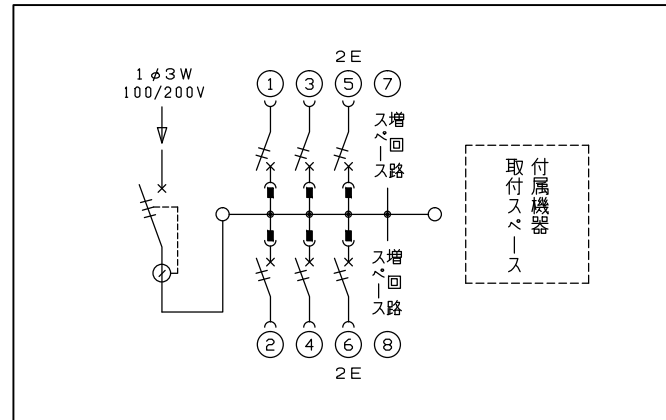 1φ3W
100/200V
2E
① ③ ⑤ ⑦
増回路
スペース
付属機器
取付スペース
増回路
スペース
② ④ ⑥ ⑧
2E